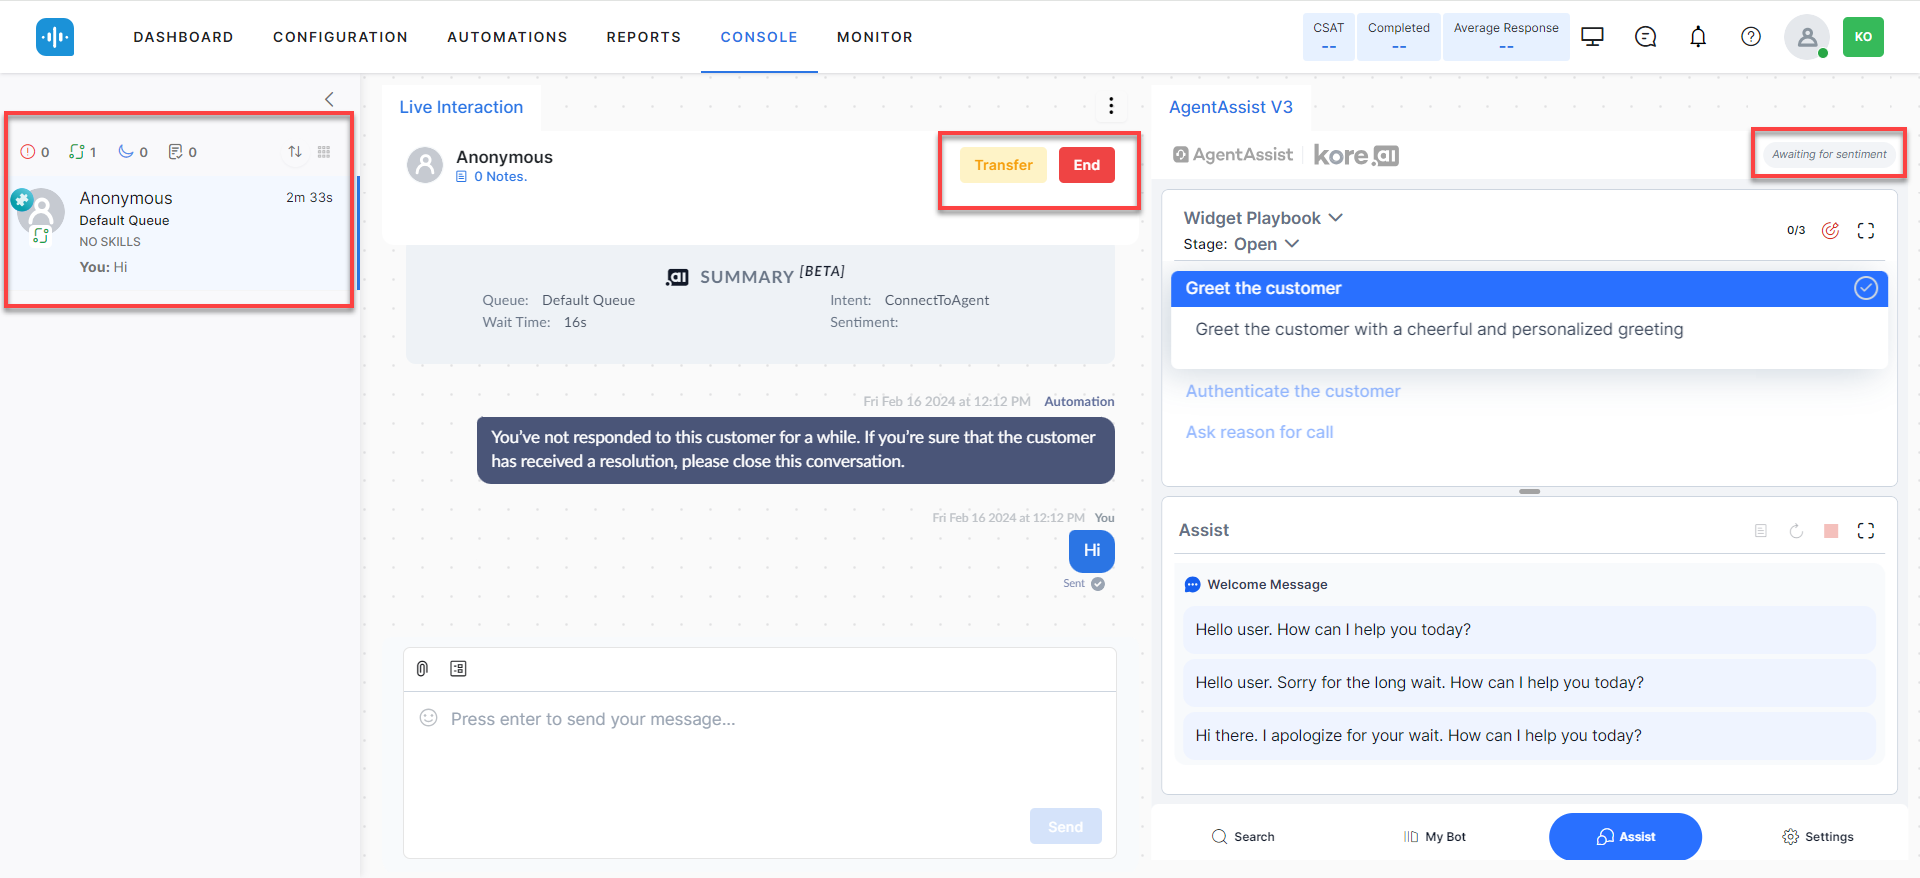 DASHBOARD CONFIGURATION AUTOMATIONS REPORTS CONSOLE MONITOR
CSAT
--
Completed
--
Average Response
--
KO
0 1 0 0
Anonymous 2m 33s
Default Queue
NO SKILLS
You: Hi
Live Interaction
Anonymous
0 Notes.
Transfer End
.ai SUMMARY [BETA]
Queue: Default Queue Intent: ConnectToAgent
Wait Time: 16s Sentiment:
Fri Feb 16 2024 at 12:12 PM Automation
You've not responded to this customer for a while. If you're sure that the customer
has received a resolution, please close this conversation.
Fri Feb 16 2024 at 12:12 PM You
Hi
Sent
Press enter to send your message...
Send
AgentAssist V3
AgentAssist kore.ai Awaiting for sentiment
Widget Playbook
Stage: Open 0/3
Greet the customer
Greet the customer with a cheerful and personalized greeting
Authenticate the customer
Ask reason for call
Assist
Welcome Message
Hello user. How can I help you today?
Hello user. Sorry for the long wait. How can I help you today?
Hi there. I apologize for your wait. How can I help you today?
Search My Bot Assist Settings